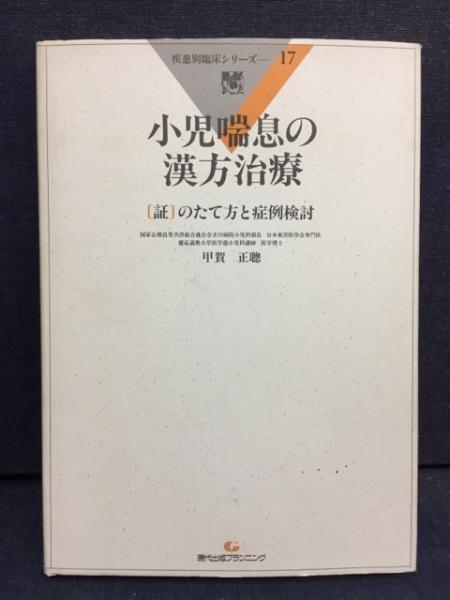 疾患別臨床シリーズ―17
小児喘息の
漢方治療
[証]のたて方と症例検討
国家公務員等共済組合連合会立川病院小児科部長 日本東洋医学会専門医
慶応義塾大学医学部小児科講師 医学博士
甲賀 正聰
現代出版プランニング